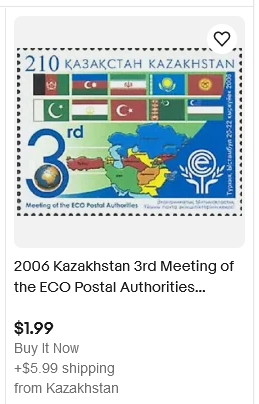 210 ҚАЗАҚСТАН KAZAKHSTAN
3rd
Meeting of the ECO Postal Authorities
2006 Kazakhstan 3rd Meeting of
the ECO Postal Authorities...
$1.99
Buy It Now
+$5.99 shipping
from Kazakhstan